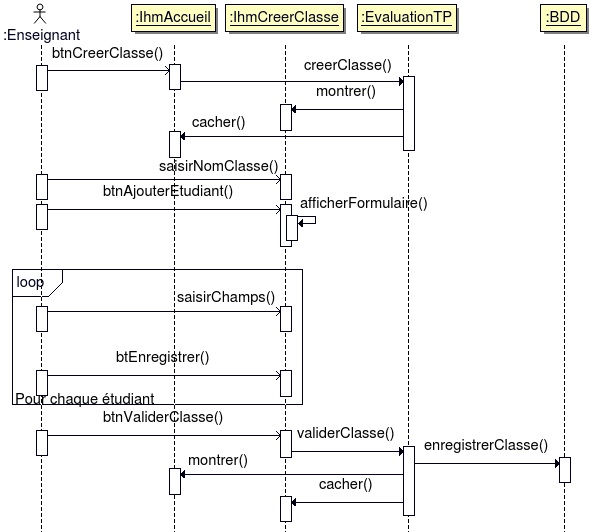 :IhmAccueil
:IhmCreerClasse
:EvaluationTP
:BDD
:Enseignant
btnCreerClasse()
creerClasse()
montrer()
cacher()
saisirNomClasse()
btnAjouterEtudiant()
afficherFormulaire()
loop
saisirChamps()
btEnregistrer()
Pour chaque étudiant
btnValiderClasse()
validerClasse()
enregistrerClasse()
montrer()
cacher()